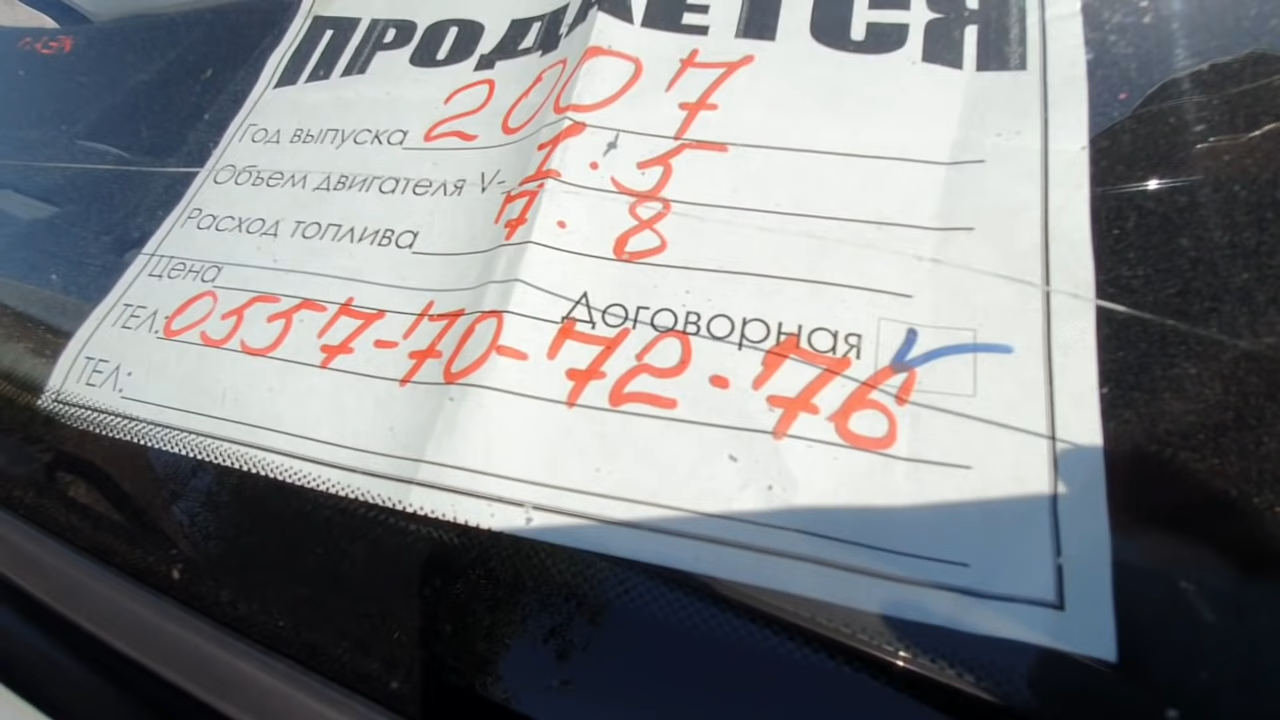 ПРОДАЕТСЯ
Год выпуска 2007
Объем двигателя V- 1.5
Расход топлива 7.8
Цена
Договорная
ТЕЛ: 0557-70-72-76
ТЕЛ: